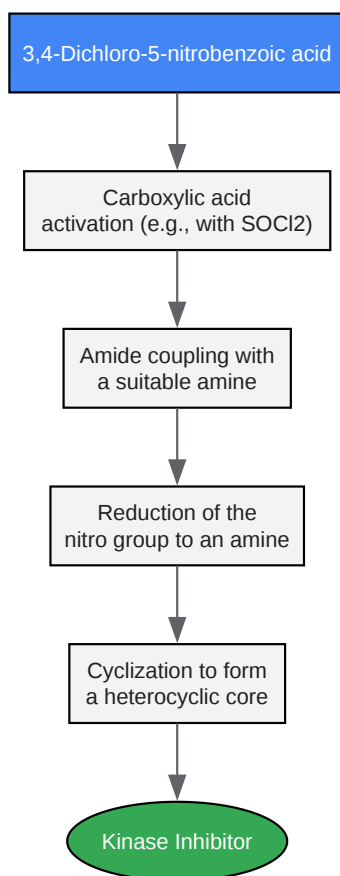 3,4-Dichloro-5-nitrobenzoic acid
Carboxylic acid
activation (e.g., with SOCl2)
Amide coupling with
a suitable amine
Reduction of the
nitro group to an amine
Cyclization to form
a heterocyclic core
Kinase Inhibitor